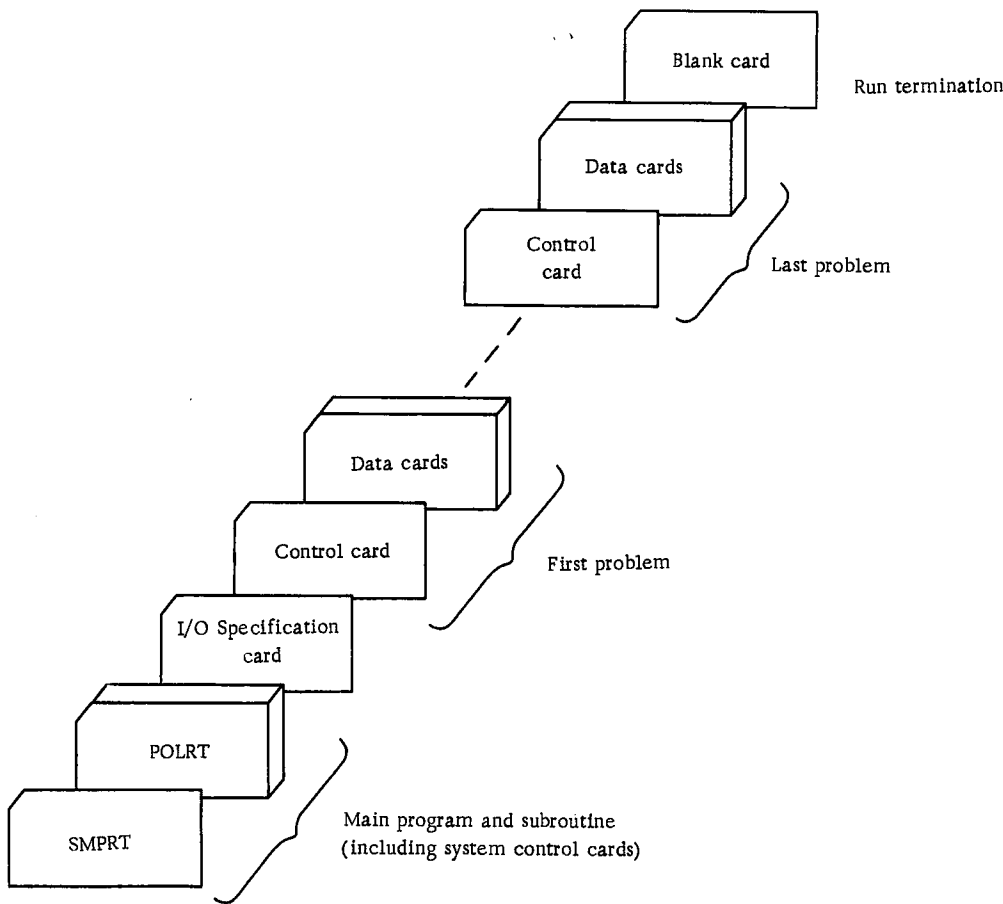 Blank card
Run termination
Data cards
Control
card
Last problem
Data cards
Control card
First problem
I/O Specification
card
POLRT
SMPRT
Main program and subroutine
(including system control cards)